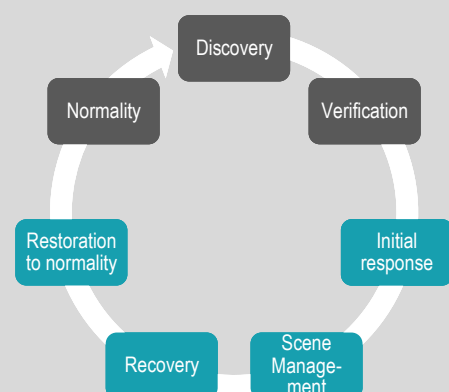 Discovery
Verification
Initial
response
Scene
Manage-
ment
Recovery
Restoration
to normality
Normality